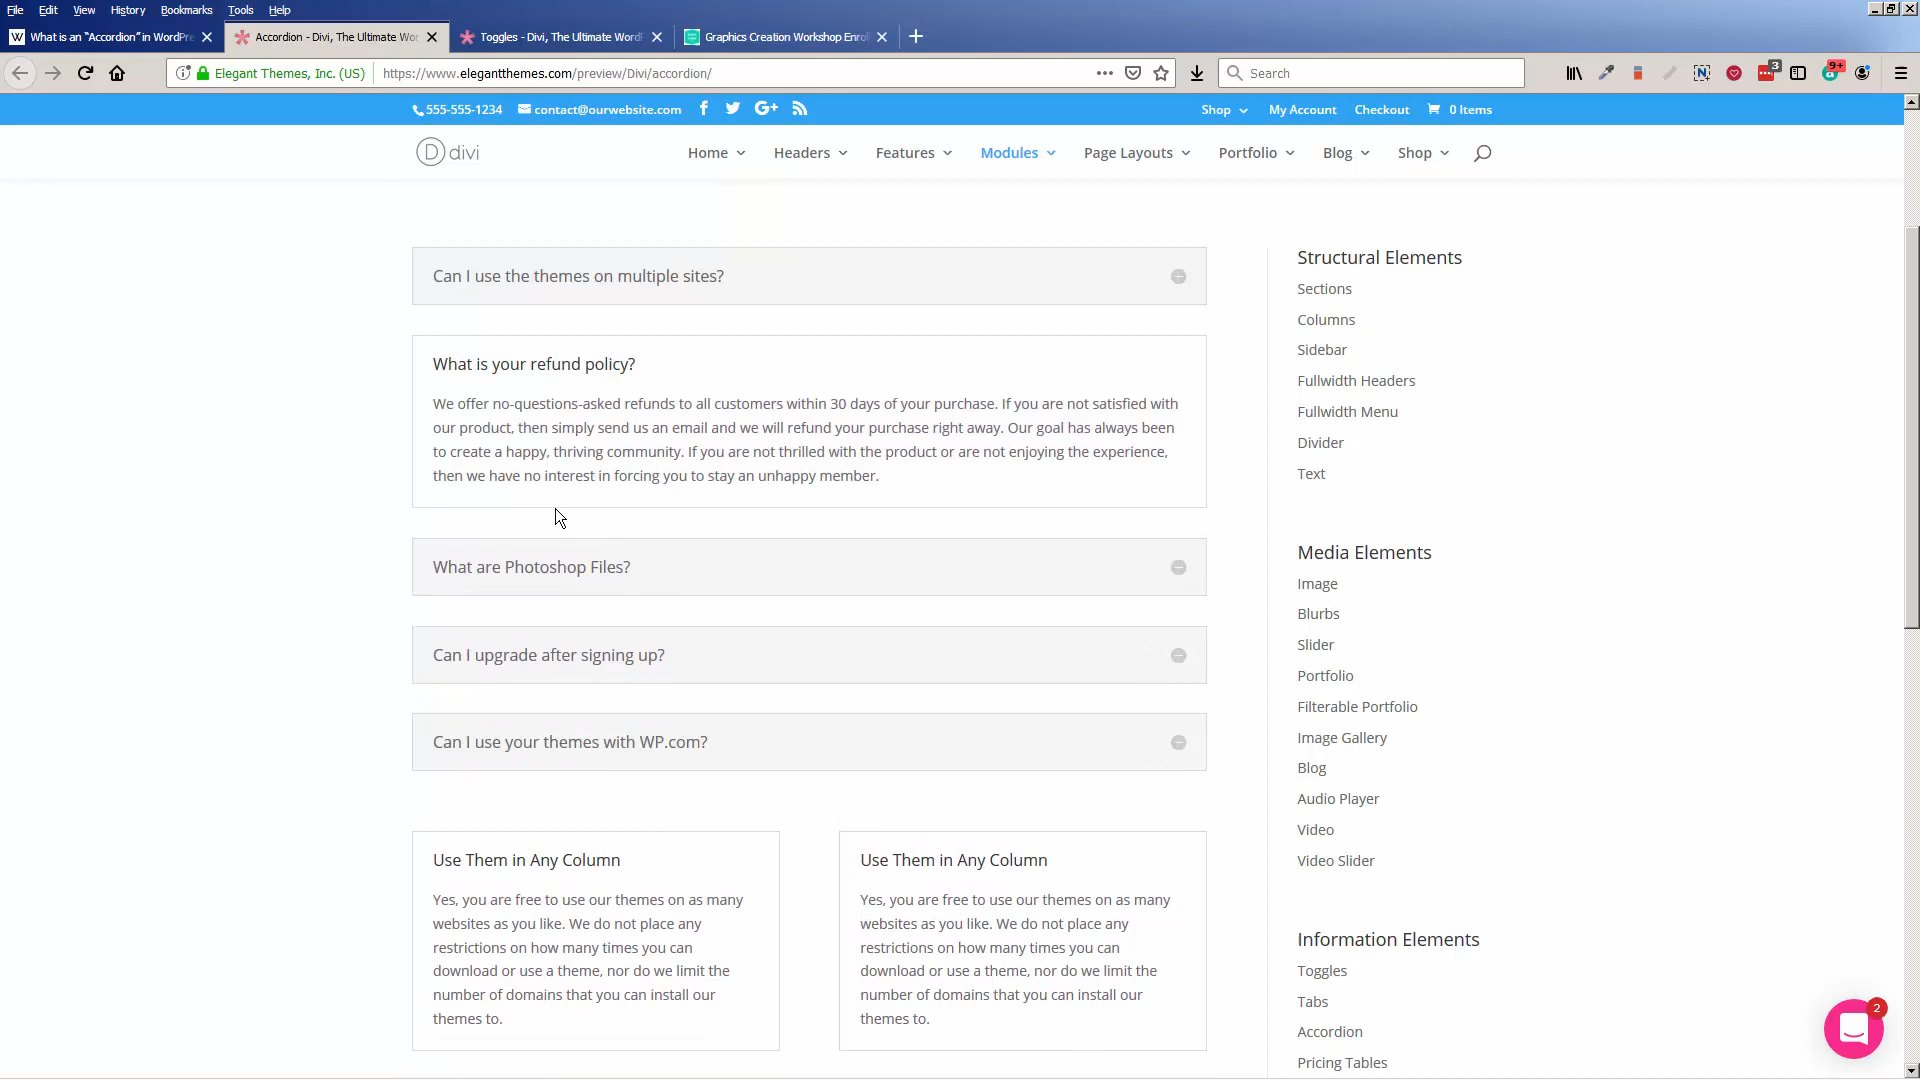 File Edit View History Bookmarks Tools Help
What is an "Accordion" in WordPre
Accordion - Divi, The Ultimate Wor
Toggles - Divi, The Ultimate Word
Graphics Creation Workshop Enrol
Elegant Themes, Inc. (US)
https://www.elegantthemes.com/preview/Divi/accordion/
Search
3
9+
555-555-1234
contact@ourwebsite.com
Shop
My Account
Checkout
0 Items
D divi
Home
Headers
Features
Modules
Page Layouts
Portfolio
Blog
Shop
Can I use the themes on multiple sites?
What is your refund policy?
We offer no-questions-asked refunds to all customers within 30 days of your purchase. If you are not satisfied with
our product, then simply send us an email and we will refund your purchase right away. Our goal has always been
to create a happy, thriving community. If you are not thrilled with the product or are not enjoying the experience,
then we have no interest in forcing you to stay an unhappy member.
What are Photoshop Files?
Can I upgrade after signing up?
Can I use your themes with WP.com?
Use Them in Any Column
Yes, you are free to use our themes on as many
websites as you like. We do not place any
restrictions on how many times you can
download or use a theme, nor do we limit the
number of domains that you can install our
themes to.
Use Them in Any Column
Yes, you are free to use our themes on as many
websites as you like. We do not place any
restrictions on how many times you can
download or use a theme, nor do we limit the
number of domains that you can install our
themes to.
Structural Elements
Sections
Columns
Sidebar
Fullwidth Headers
Fullwidth Menu
Divider
Text
Media Elements
Image
Blurbs
Slider
Portfolio
Filterable Portfolio
Image Gallery
Blog
Audio Player
Video
Video Slider
Information Elements
Toggles
Tabs
Accordion
Pricing Tables
2